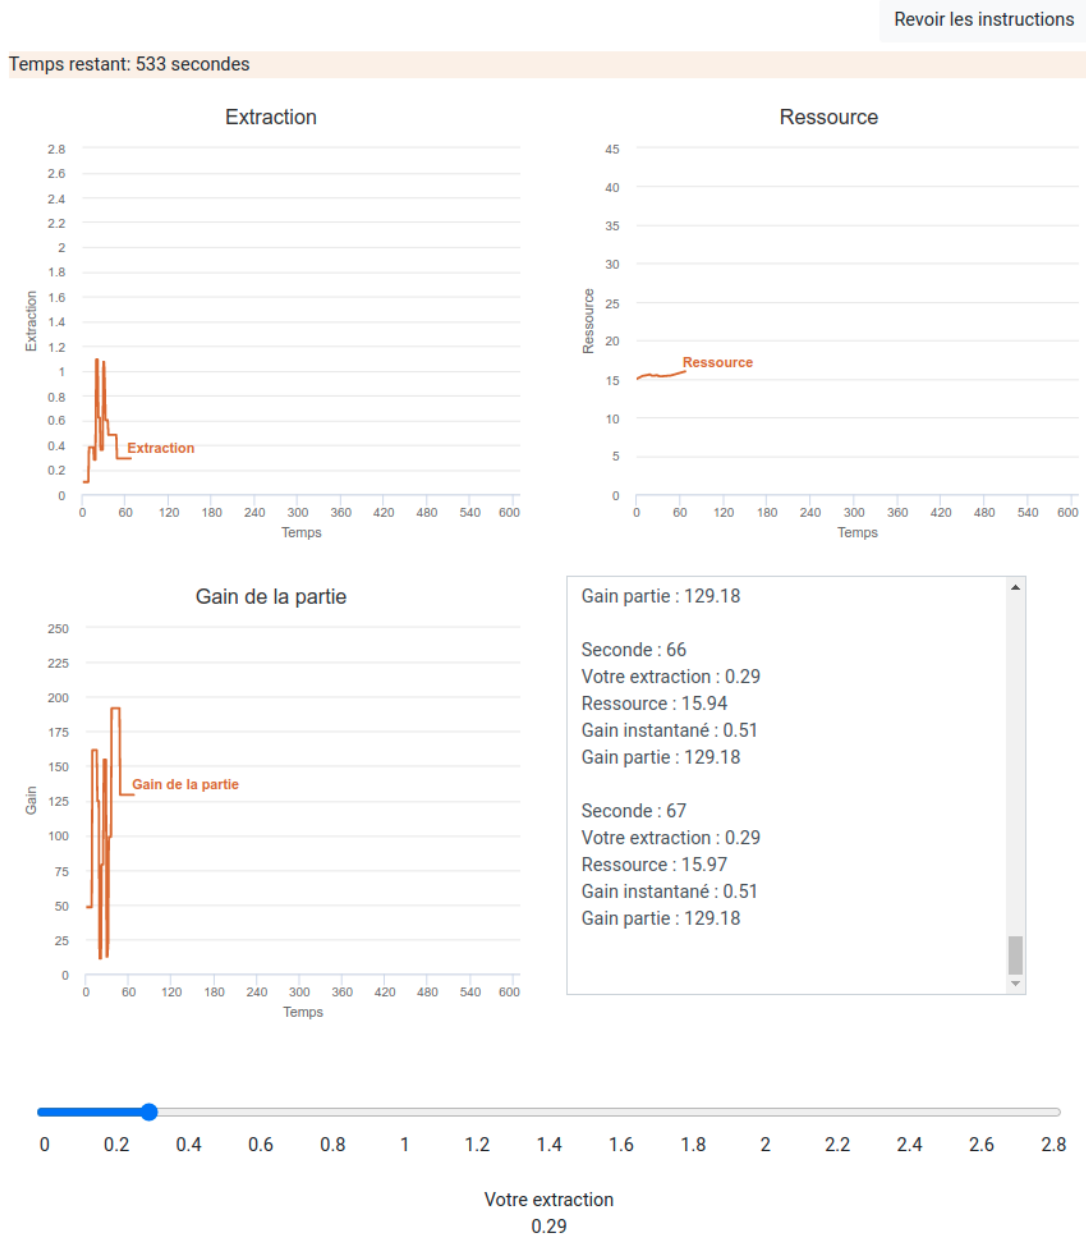 Revoir les instructions
Temps restant: 533 secondes
Extraction
2.8
2.6
2.4
2.2
2
1.8
1.6
1.4
1.2
1
0.8
0.6
0.4
0.2
0
Extraction
Extraction
0 60 120 180 240 300 360 420 480 540 600
Temps
Ressource
45
40
35
30
25
20
15
10
5
0
Ressource
Ressource
0 60 120 180 240 300 360 420 480 540 600
Temps
Gain de la partie
250
225
200
175
150
125
100
75
50
25
0
Gain
Gain de la partie
0 60 120 180 240 300 360 420 480 540 600
Temps
Gain partie : 129.18
Seconde : 66
Votre extraction : 0.29
Ressource : 15.94
Gain instantané : 0.51
Gain partie : 129.18
Seconde : 67
Votre extraction : 0.29
Ressource : 15.97
Gain instantané : 0.51
Gain partie : 129.18
0 0.2 0.4 0.6 0.8 1 1.2 1.4 1.6 1.8 2 2.2 2.4 2.6 2.8
Votre extraction
0.29